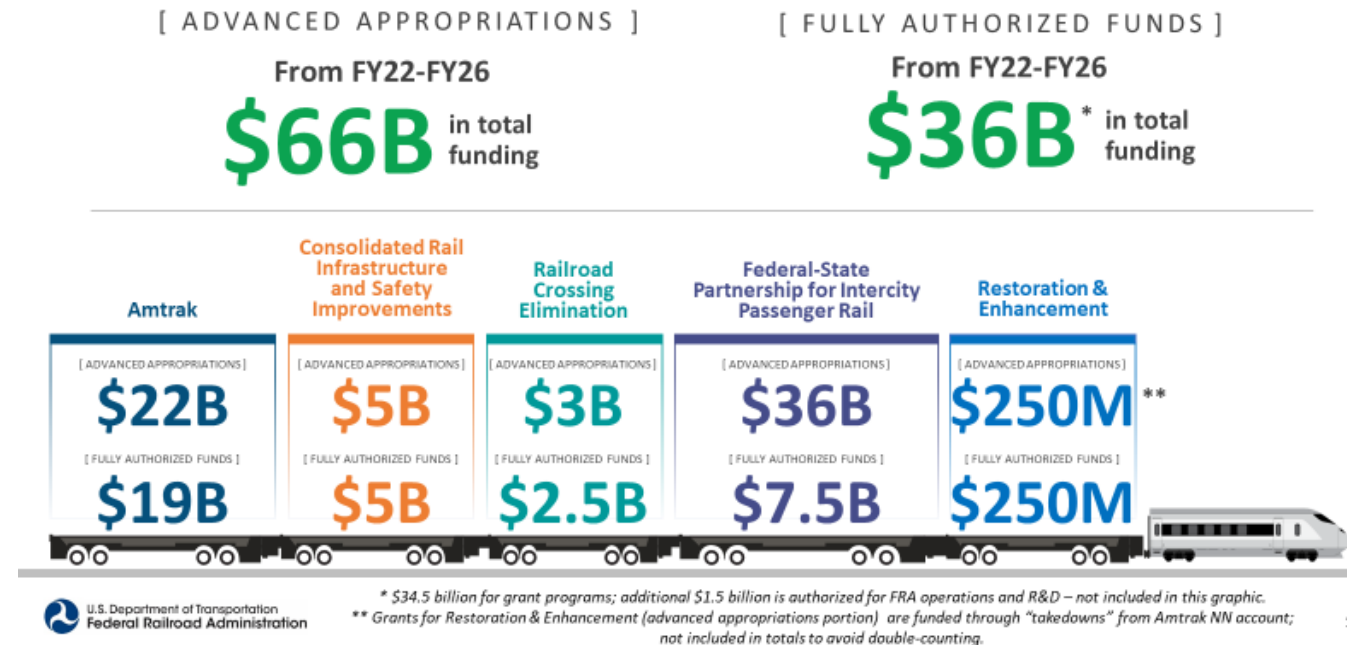 [ ADVANCED APPROPRIATIONS ]
From FY22-FY26
$66B in total
funding
[ FULLY AUTHORIZED FUNDS ]
From FY22-FY26
$36B* in total
funding
Amtrak
[ ADVANCED APPROPRIATIONS ]
$22B
[ FULLY AUTHORIZED FUNDS ]
$19B
Consolidated Rail
Infrastructure
and Safety
Improvements
[ ADVANCED APPROPRIATIONS ]
$5B
[ FULLY AUTHORIZED FUNDS ]
$5B
Railroad
Crossing
Elimination
[ ADVANCED APPROPRIATIONS ]
$3B
[ FULLY AUTHORIZED FUNDS ]
$2.5B
Federal-State
Partnership for Intercity
Passenger Rail
[ ADVANCED APPROPRIATIONS ]
$36B
[ FULLY AUTHORIZED FUNDS ]
$7.5B
Restoration &
Enhancement
[ ADVANCED APPROPRIATIONS ]
$250M **
[ FULLY AUTHORIZED FUNDS ]
$250M
U.S. Department of Transportation
Federal Railroad Administration
* $34.5 billion for grant programs; additional $1.5 billion is authorized for FRA operations and R&D – not included in this graphic.
** Grants for Restoration & Enhancement (advanced appropriations portion) are funded through “takedowns” from Amtrak NN account;
not included in totals to avoid double-counting.